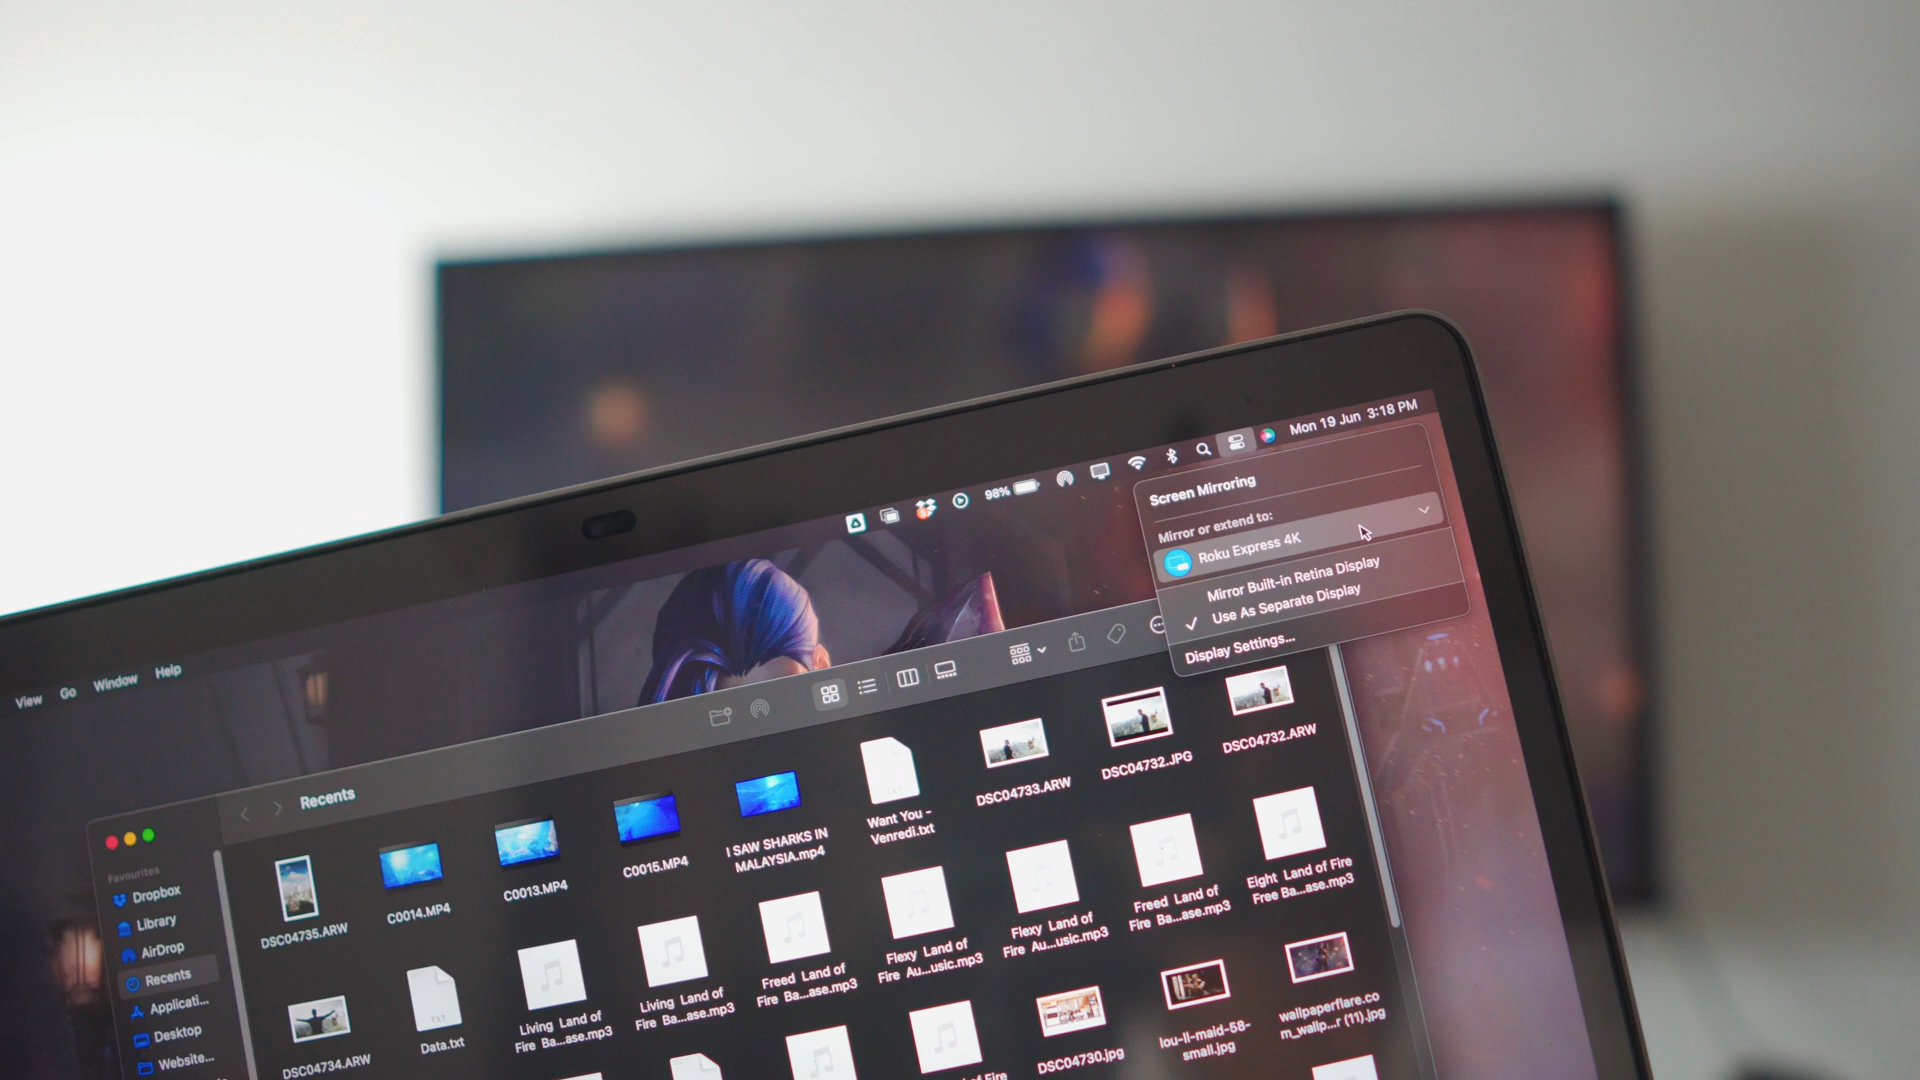 Mon 19 Jun 3:18 PM
98%
Screen Mirroring
Mirror or extend to:
Roku Express 4K
Mirror Built-in Retina Display
Use As Separate Display
Display Settings...
View Go Window Help
Recents
Favourites
Dropbox
Library
AirDrop
Recents
Applicati...
Desktop
Website...
DSC04735.ARW
C0014.MP4
C0013.MP4
C0015.MP4
I SAW SHARKS IN
MALAYSIA.mp4
TXT
Want You -
Venredi.txt
DSC04733.ARW
DSC04732.JPG
DSC04732.ARW
DSC04734.ARW
TXT
Data.txt
Living Land of
Fire Ba...ase.mp3
Living Land of
Fire Ba...ase.mp3
Freed Land of
Fire Ba...ase.mp3
Flexy Land of
Fire Au...usic.mp3
Flexy Land of
Fire Au...usic.mp3
Freed Land of
Fire Ba...ase.mp3
Eight Land of Fire
Free Ba...ase.mp3
of Fire
DSC04730.jpg
lou-ll-maid-58-
small.jpg
wallpaperflare.co
m_wallp...r (11).jpg